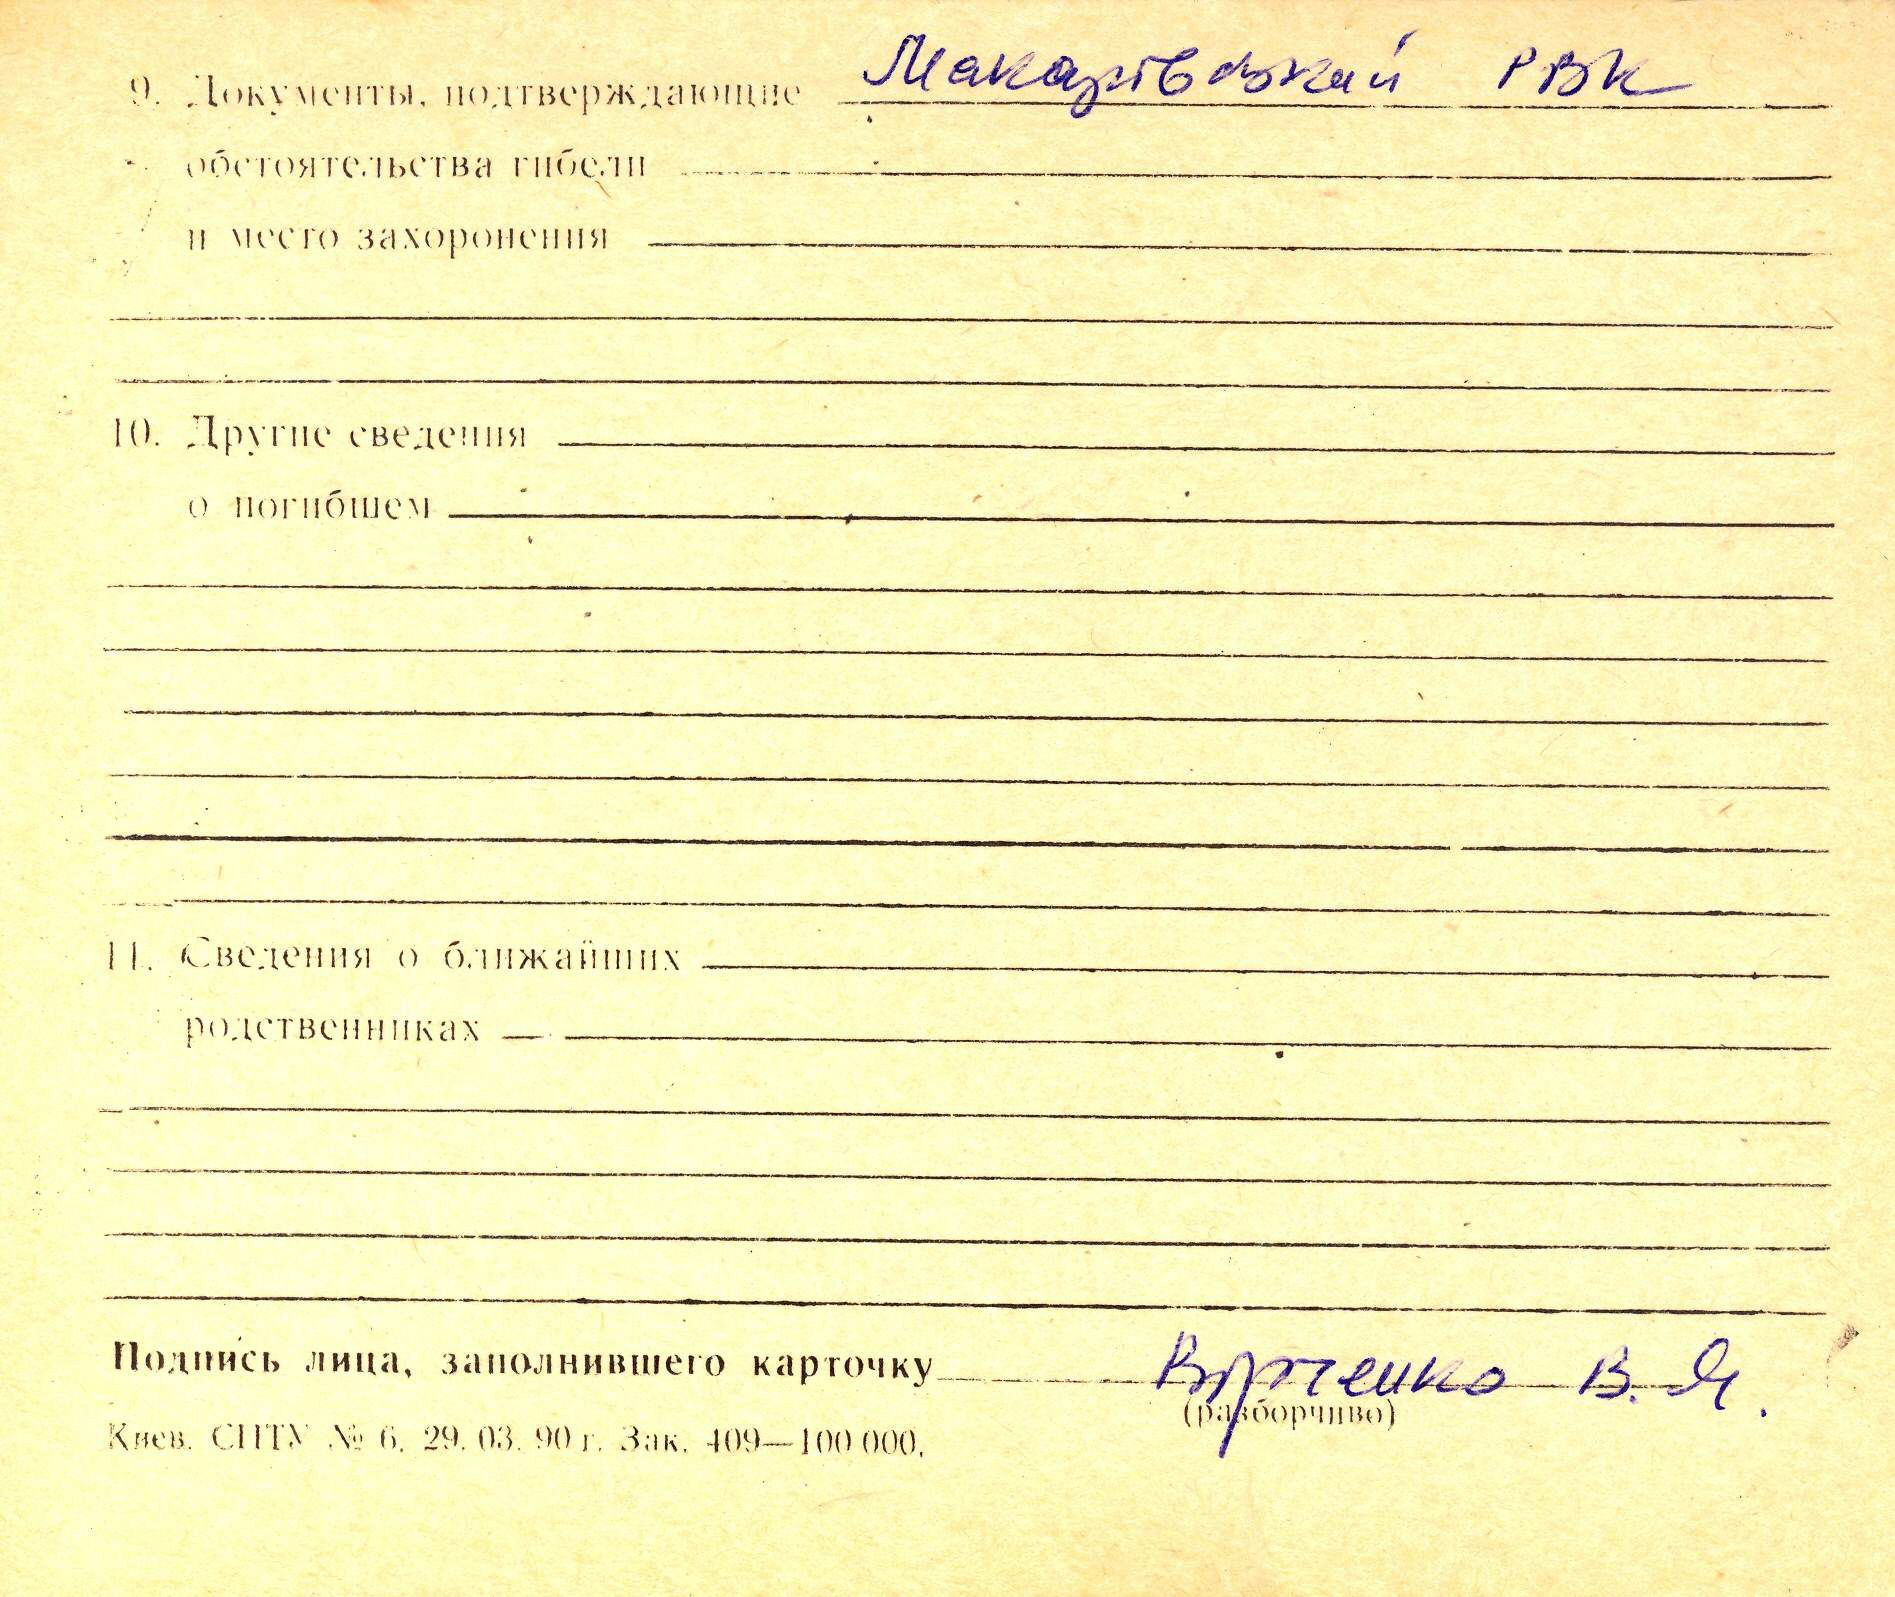 9. Документы, подтверждающие Макарівський РВК
обстоятельства гибели
и место захоронения
10. Другие сведения
о погибшем
11. Сведения о ближайших
родственниках
Подпись лица, заполнившего карточку В. Я.
(разборчиво)
Киев. СПТУ № 6. 29. 03. 90 г. Зак. 409—100 000.